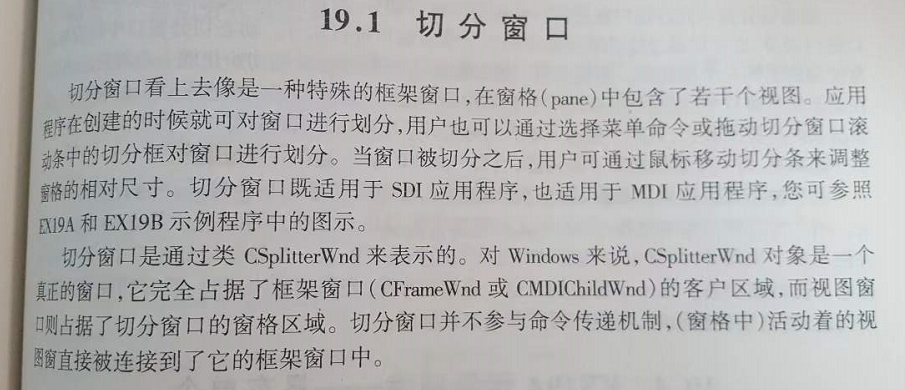 19.1 切分窗口
切分窗口看上去像是一种特殊的框架窗口,在窗格(pane)中包含了若干个视图。应用
程序在创建的时候就可对窗口进行划分,用户也可以通过选择菜单命令或拖动切分窗口滚
动条中的切分框对窗口进行划分。当窗口被切分之后,用户可通过鼠标移动切分条来调整
窗格的相对尺寸。切分窗口既适用于 SDI 应用程序,也适用于 MDI 应用程序,您可参照
EX19A 和 EX19B 示例程序中的图示。
切分窗口是通过类 CSplitterWnd 来表示的。对 Windows 来说,CSplitterWnd 对象是一个
真正的窗口,它完全占据了框架窗口(CFrameWnd 或 CMDIChildWnd)的客户区域,而视图窗
口则占据了切分窗口的窗格区域。切分窗口并不参与命令传递机制,(窗格中)活动着的视
图窗直接被连接到了它的框架窗口中。